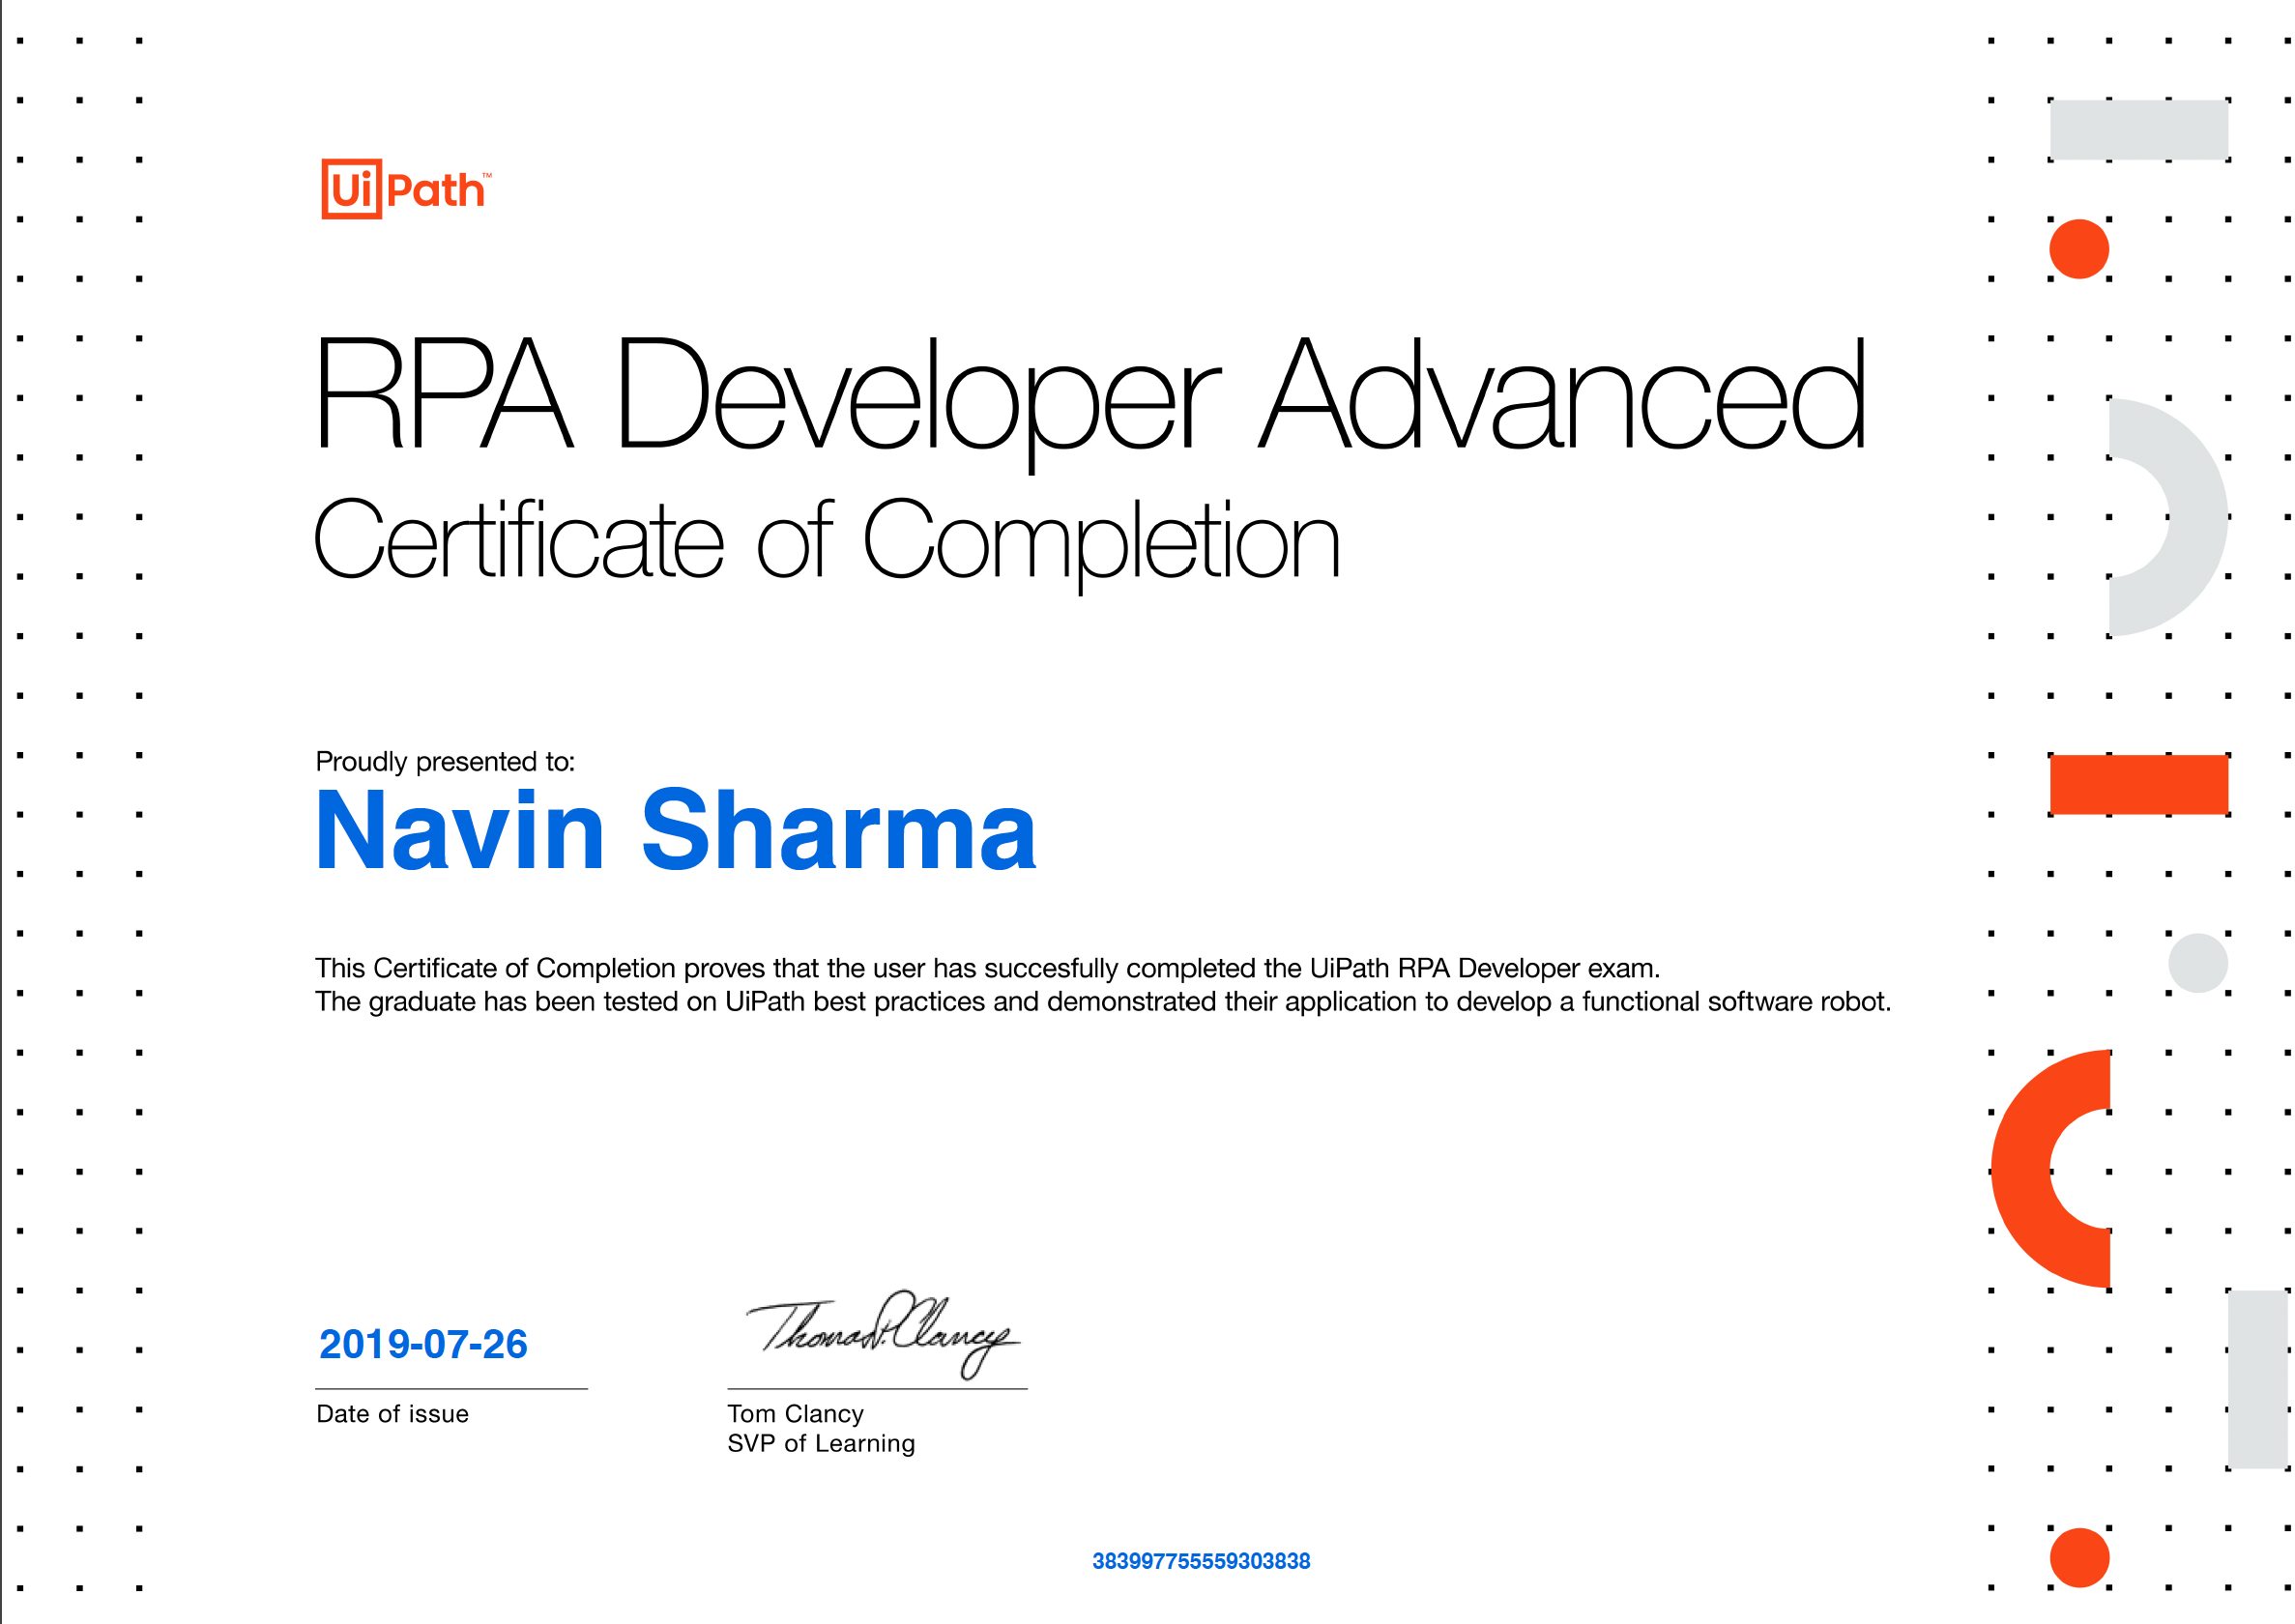 UiPath™
RPA Developer Advanced
Certificate of Completion
Proudly presented to:
Navin Sharma
This Certificate of Completion proves that the user has succesfully completed the UiPath RPA Developer exam.
The graduate has been tested on UiPath best practices and demonstrated their application to develop a functional software robot.
2019-07-26
Date of issue
Thomas P. Clancy
Tom Clancy
SVP of Learning
383997755559303838